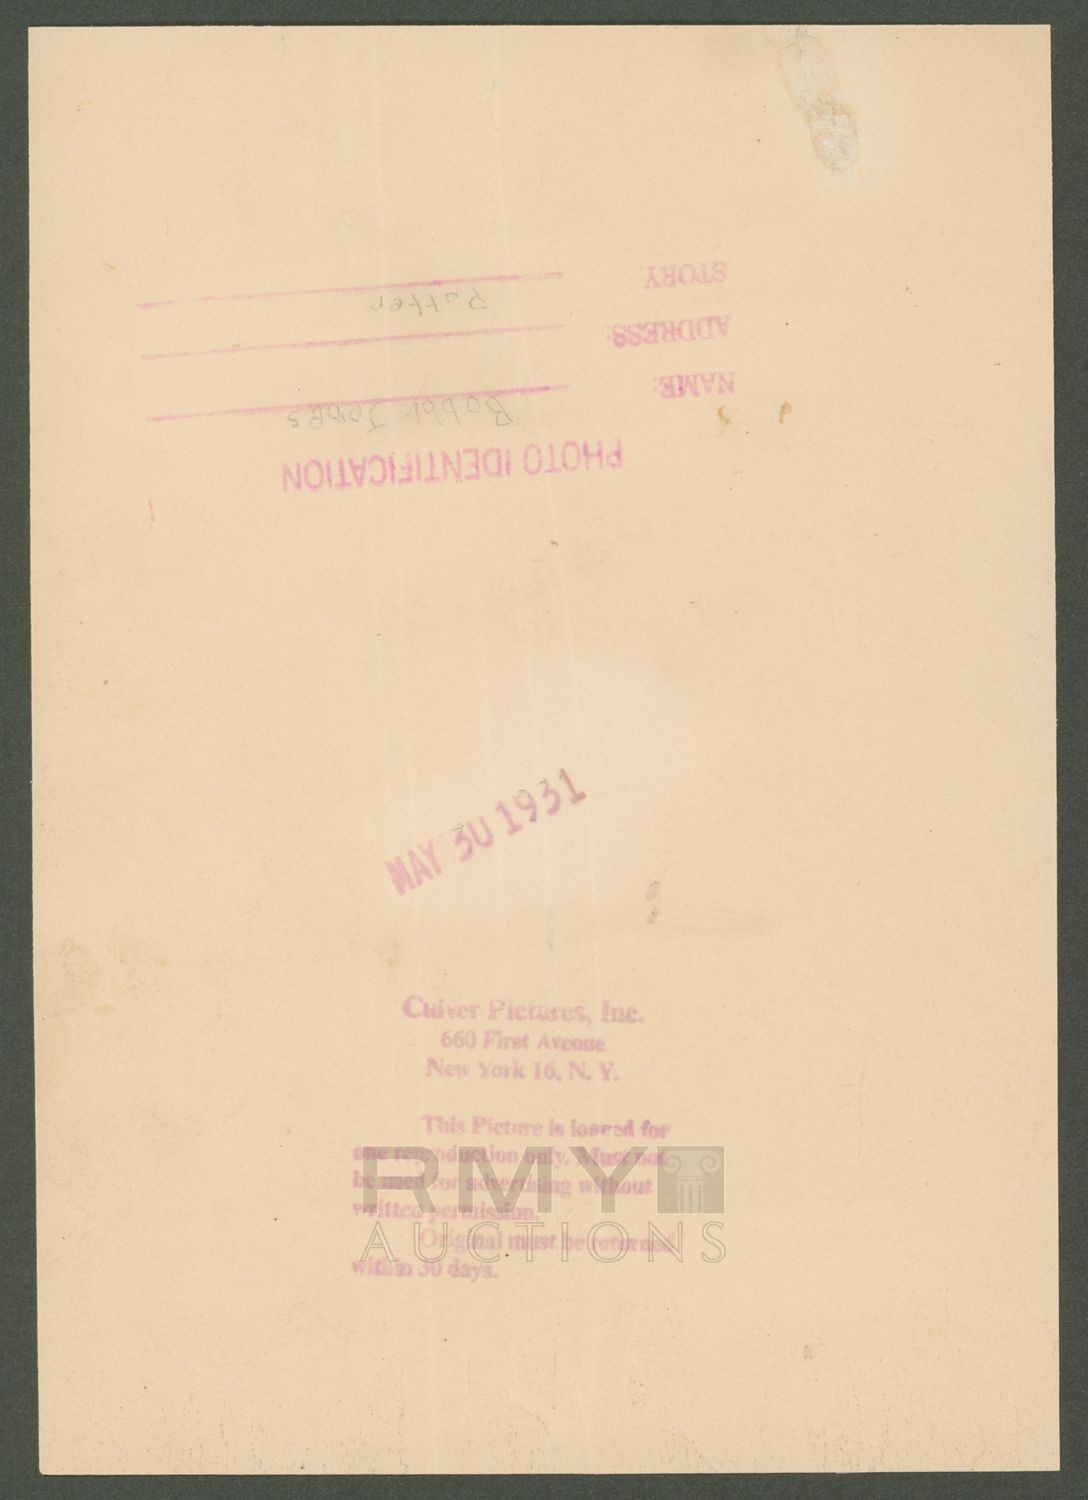 STORY
Putter
ADDRESS:
NAME:
Bobby Jones
PHOTO IDENTIFICATION
MAY 30 1931
Culver Pictures, Inc.
660 First Avenue
New York 16, N. Y.
This Picture is loaned for
one reproduction only. Must not
be used for advertising without
written permission.
Original must be returned
within 30 days.
RMY
AUCTIONS